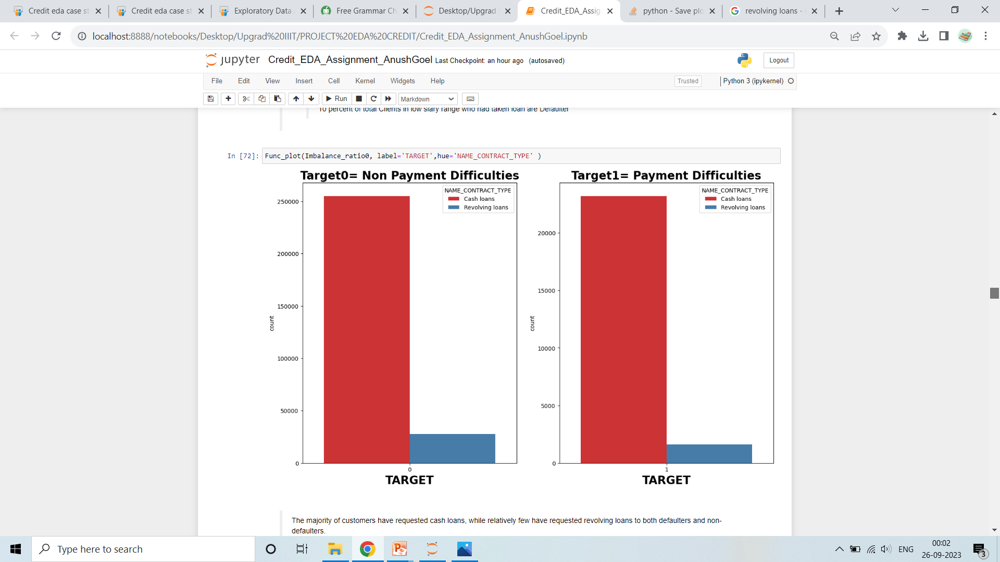 Credit eda case st
Credit eda case st
Exploratory Data
Free Grammar Ch
Desktop/Upgrad
Credit_EDA_Assig
python - Save plo
revolving loans -
localhost:8888/notebooks/Desktop/Upgrad%20IIIT/PROJECT%20EDA%20CREDIT/Credit_EDA_Assignment_AnushGoel.ipynb
jupyter Credit_EDA_Assignment_AnushGoel Last Checkpoint: an hour ago (autosaved)
Logout
File Edit View Insert Cell Kernel Widgets Help
Trusted
Python 3 (ipykernel)
Run
Markdown
10 percent of total Clients in low slary range who had taken loan are Defaulter
In [72]: Func_plot(Imbalance_ratio0, label='TARGET',hue='NAME_CONTRACT_TYPE' )
Target0= Non Payment Difficulties
NAME_CONTRACT_TYPE
Cash loans
Revolving loans
250000
200000
150000
100000
50000
0
count
0
TARGET
Target1= Payment Difficulties
NAME_CONTRACT_TYPE
Cash loans
Revolving loans
20000
15000
10000
5000
0
count
1
TARGET
The majority of customers have requested cash loans, while relatively few have requested revolving loans to both defaulters and non-
defaulters.
Type here to search
ENG
00:02
26-09-2023
3